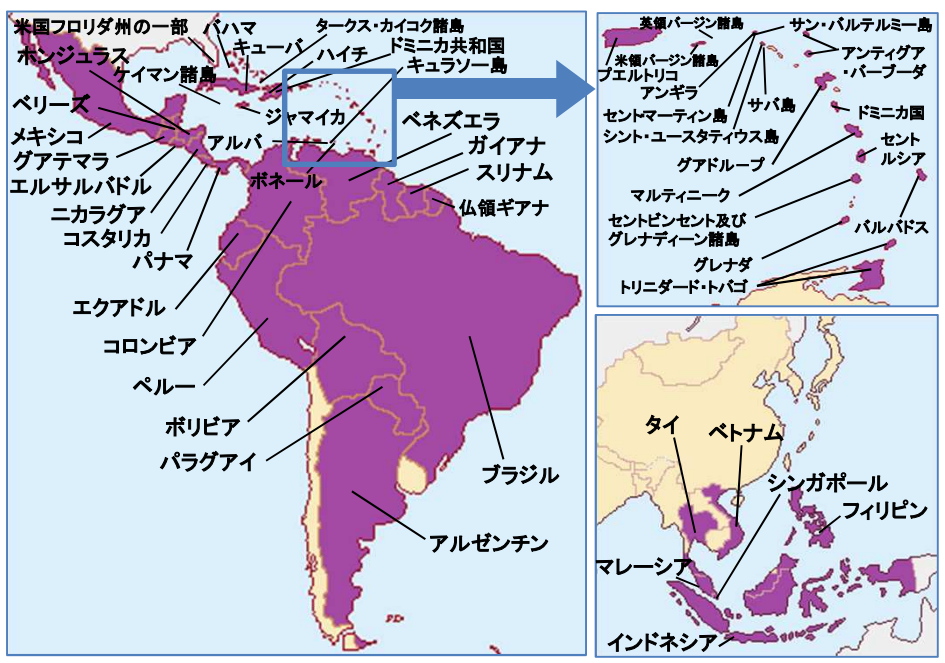 米国フロリダ州の一部
バハマ
タークス・カイコク諸島
キューバ
ハイチ
ドミニカ共和国
ホンジュラス
ケイマン諸島
キュラソー島
ベリーズ
ジャマイカ
ベネズエラ
メキシコ
アルバ
ガイアナ
グアテマラ
ボネール
スリナム
エルサルバドル
仏領ギアナ
ニカラグア
コスタリカ
パナマ
エクアドル
コロンビア
ペルー
ボリビア
パラグアイ
ブラジル
アルゼンチン
英領バージン諸島
サン・バルテルミー島
米領バージン諸島
アンティグア
・バーブーダ
プエルトリコ
アンギラ
サバ島
セントマーティン島
ドミニカ国
シント・ユースタティウス島
セント
ルシア
グアドループ
マルティニーク
セントビンセント及び
グレナディーン諸島
バルバドス
グレナダ
トリニダード・トバゴ
タイ
ベトナム
シンガポール
フィリピン
マレーシア
インドネシア